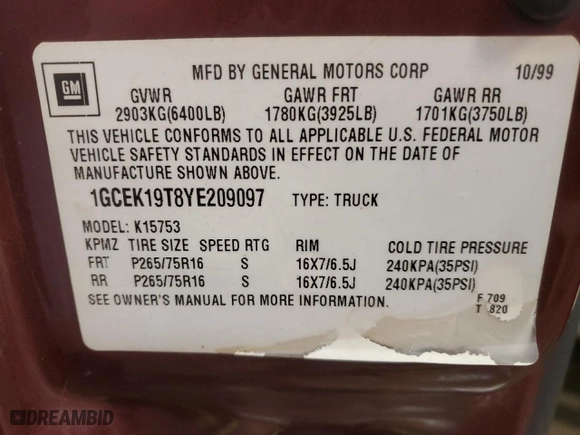 GM
MFD BY GENERAL MOTORS CORP 10/99
GVWR GAWR FRT GAWR RR
2903KG(6400LB) 1780KG(3925LB) 1701KG(3750LB)
THIS VEHICLE CONFORMS TO ALL APPLICABLE U.S. FEDERAL MOTOR
VEHICLE SAFETY STANDARDS IN EFFECT ON THE DATE OF
MANUFACTURE SHOWN ABOVE.
1GCEK19T8YE209097 TYPE: TRUCK
MODEL: K15753
KPMZ TIRE SIZE SPEED RTG RIM COLD TIRE PRESSURE
FRT P265/75R16 S 16X7/6.5J 240KPA(35PSI)
RR P265/75R16 S 16X7/6.5J 240KPA(35PSI)
SEE OWNER'S MANUAL FOR MORE INFORMATION.
F 709
T 820
DREAMBID